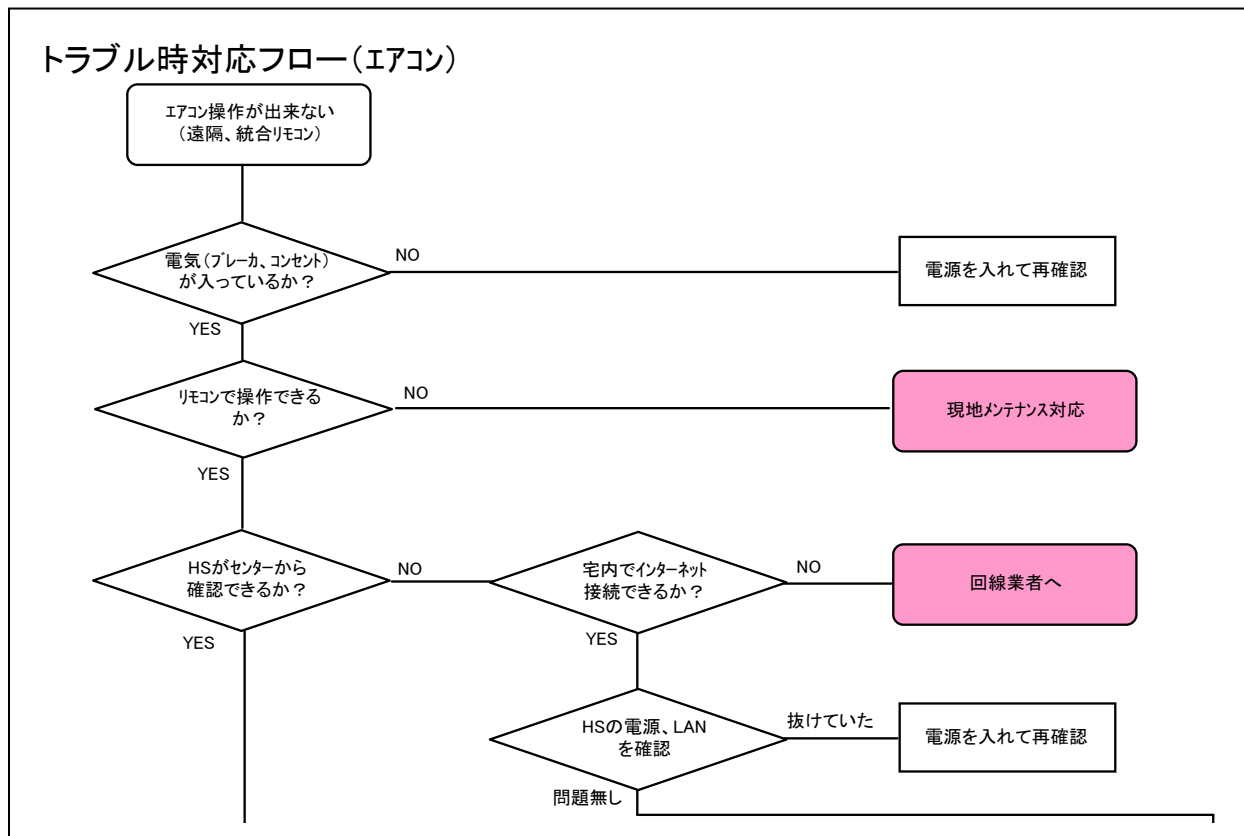 トラブル時対応フロー(エアコン)
エアコン操作が出来ない
(遠隔、統合リモコン)
電気(ブレーカ、コンセント)
が入っているか?
NO
電源を入れて再確認
YES
リモコンで操作できる
か?
NO
現地メンテナンス対応
YES
HSがセンターから
確認できるか?
NO
宅内でインターネット
接続できるか?
NO
回線業者へ
YES
YES
HSの電源、LAN
を確認
抜けていた
電源を入れて再確認
問題無し